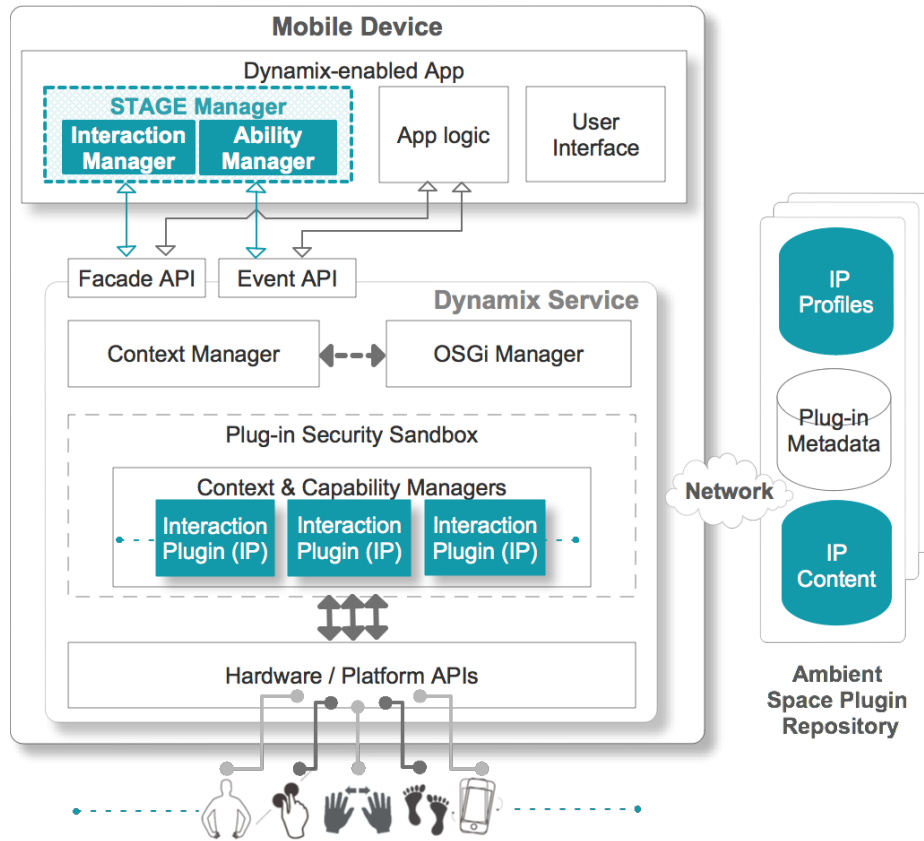 Mobile Device
Dynamix-enabled App
STAGE Manager
Interaction
Manager
Ability
Manager
App logic
User
Interface
Facade API
Event API
Dynamix Service
Context Manager
OSGi Manager
Plug-in Security Sandbox
Context & Capability Managers
Interaction
Plugin (IP)
Interaction
Plugin (IP)
Interaction
Plugin (IP)
Hardware / Platform APIs
Network
IP
Profiles
Plug-in
Metadata
IP
Content
Ambient
Space Plugin
Repository